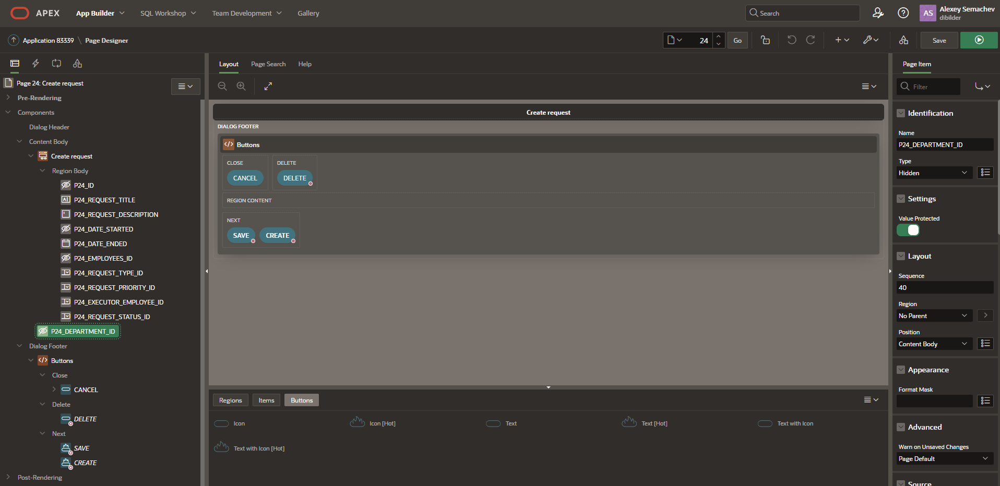 APEX
App Builder
SQL Workshop
Team Development
Gallery
Search
AS
Alexey Semachev
dibilder
Application 83339 \ Page Designer
24
Go
Save
Page 24: Create request
Pre-Rendering
Components
Dialog Header
Content Body
Create request
Region Body
P24_ID
P24_REQUEST_TITLE
P24_REQUEST_DESCRIPTION
P24_DATE_STARTED
P24_DATE_ENDED
P24_EMPLOYEES_ID
P24_REQUEST_TYPE_ID
P24_REQUEST_PRIORITY_ID
P24_EXECUTOR_EMPLOYEE_ID
P24_REQUEST_STATUS_ID
P24_DEPARTMENT_ID
Dialog Footer
Buttons
Close
CANCEL
Delete
DELETE
Next
SAVE
CREATE
Post-Rendering
Layout
Page Search
Help
Create request
DIALOG FOOTER
Buttons
CLOSE
DELETE
CANCEL
DELETE
REGION CONTENT
NEXT
SAVE
CREATE
Regions
Items
Buttons
Icon
Icon [Hot]
Text
Text [Hot]
Text with Icon
Text with Icon [Hot]
Page Item
Filter
Identification
Name
P24_DEPARTMENT_ID
Type
Hidden
Settings
Value Protected
Layout
Sequence
40
Region
No Parent
Position
Content Body
Appearance
Format Mask
Advanced
Warn on Unsaved Changes
Page Default
Source